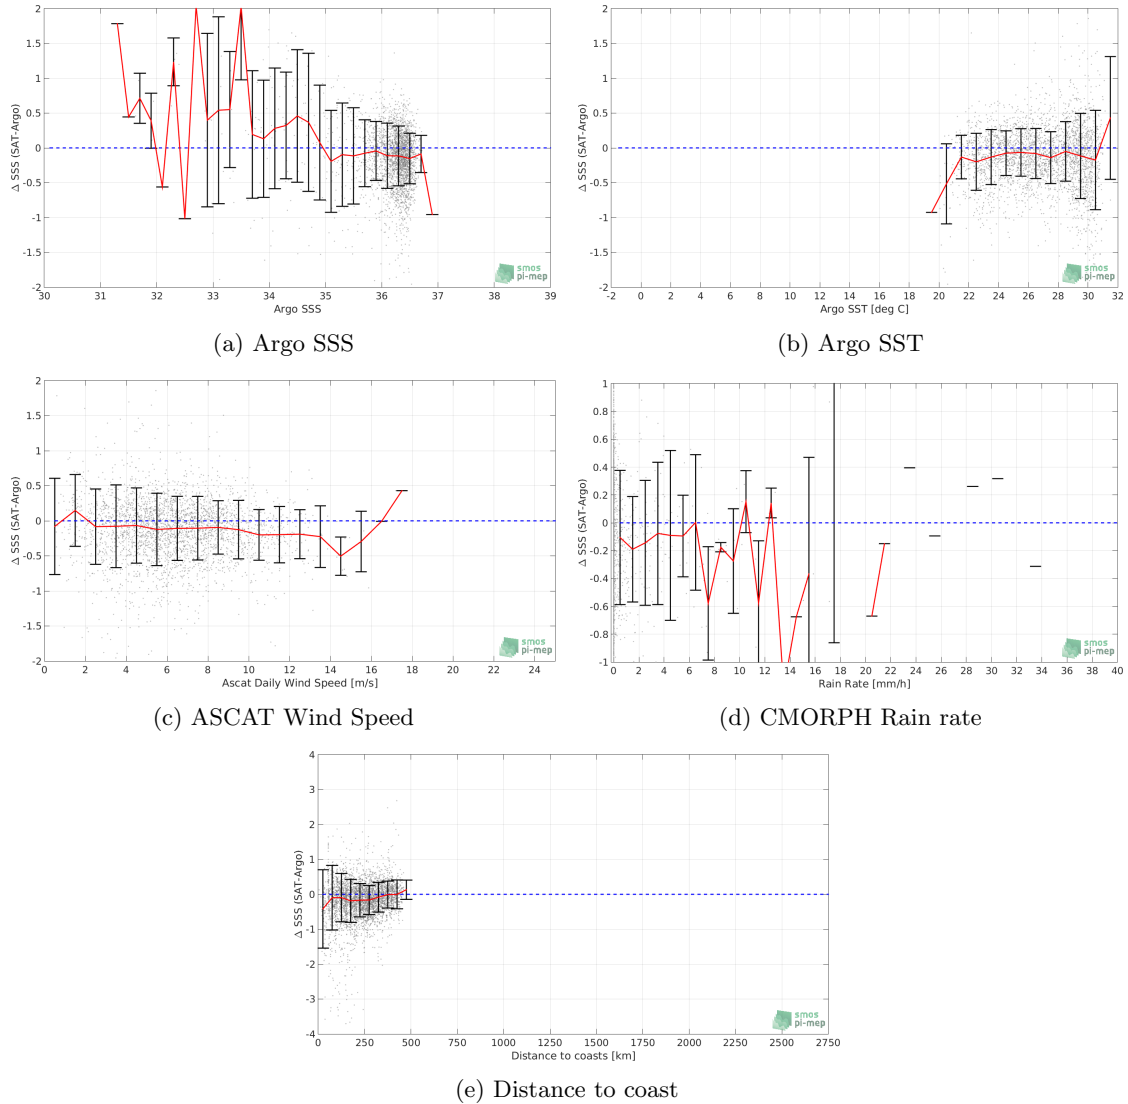 2
1.5
1
0.5
0
-0.5
-1
-1.5
-2
Δ SSS (SAT-Argo)
30 31 32 33 34 35 36 37 38 39
Argo SSS
smos
pi-mep
(a) Argo SSS
2
1.5
1
0.5
0
-0.5
-1
-1.5
-2
Δ SSS (SAT-Argo)
-2 0 2 4 6 8 10 12 14 16 18 20 22 24 26 28 30 32
Argo SST [deg C]
smos
pi-mep
(b) Argo SST
2
1.5
1
0.5
0
-0.5
-1
-1.5
-2
Δ SSS (SAT-Argo)
0 2 4 6 8 10 12 14 16 18 20 22 24
Ascat Daily Wind Speed [m/s]
smos
pi-mep
(c) ASCAT Wind Speed
1
0.8
0.6
0.4
0.2
0
-0.2
-0.4
-0.6
-0.8
-1
Δ SSS (SAT-Argo)
0 2 4 6 8 10 12 14 16 18 20 22 24 26 28 30 32 34 36 38 40
Rain Rate [mm/h]
smos
pi-mep
(d) CMORPH Rain rate
4
3
2
1
0
-1
-2
-3
-4
Δ SSS (SAT-Argo)
0 250 500 750 1000 1250 1500 1750 2000 2250 2500 2750
Distance to coasts [km]
smos
pi-mep
(e) Distance to coast